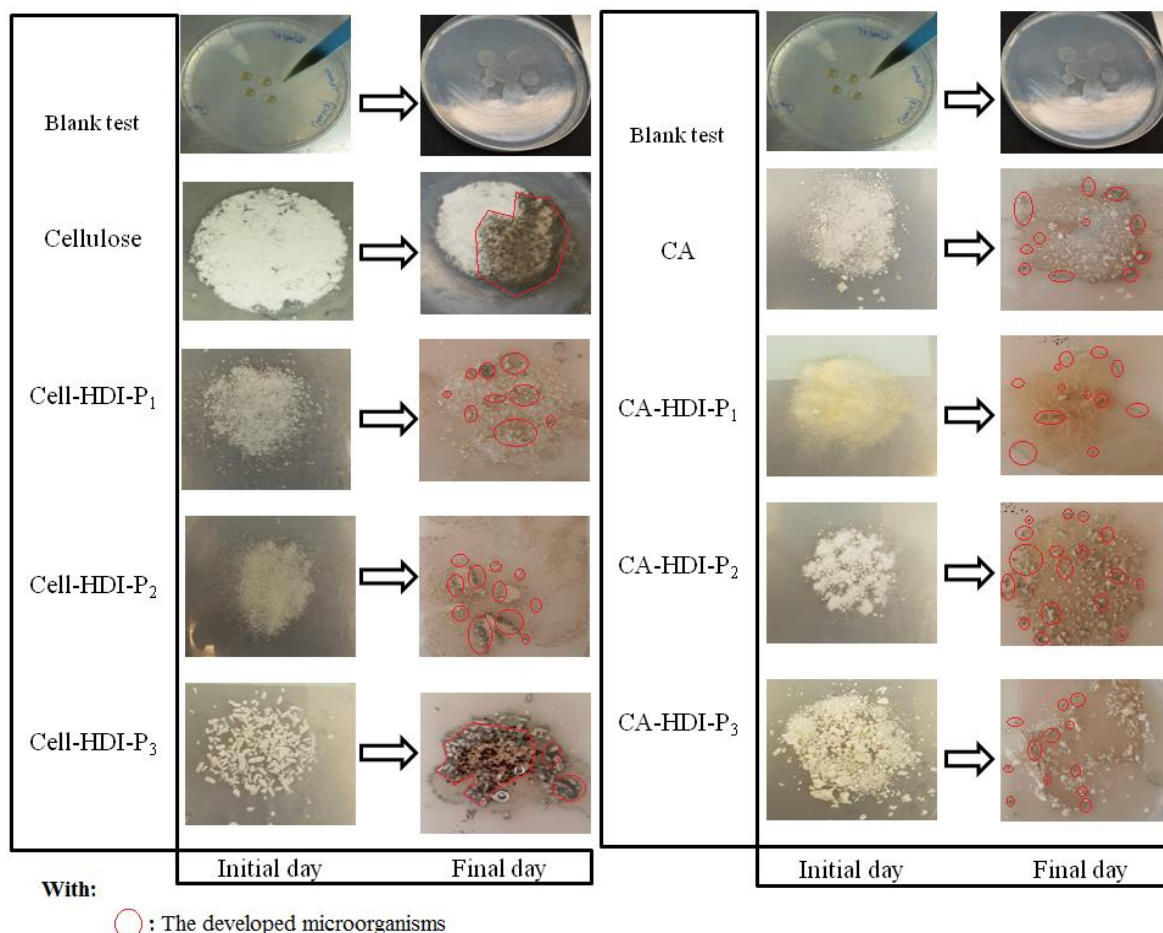 Blank test
Cellulose
Cell-HDI-P₁
Cell-HDI-P₂
Cell-HDI-P₃
Initial day Final day
Blank test
CA
CA-HDI-P₁
CA-HDI-P₂
CA-HDI-P₃
Initial day Final day
With:
: The developed microorganisms